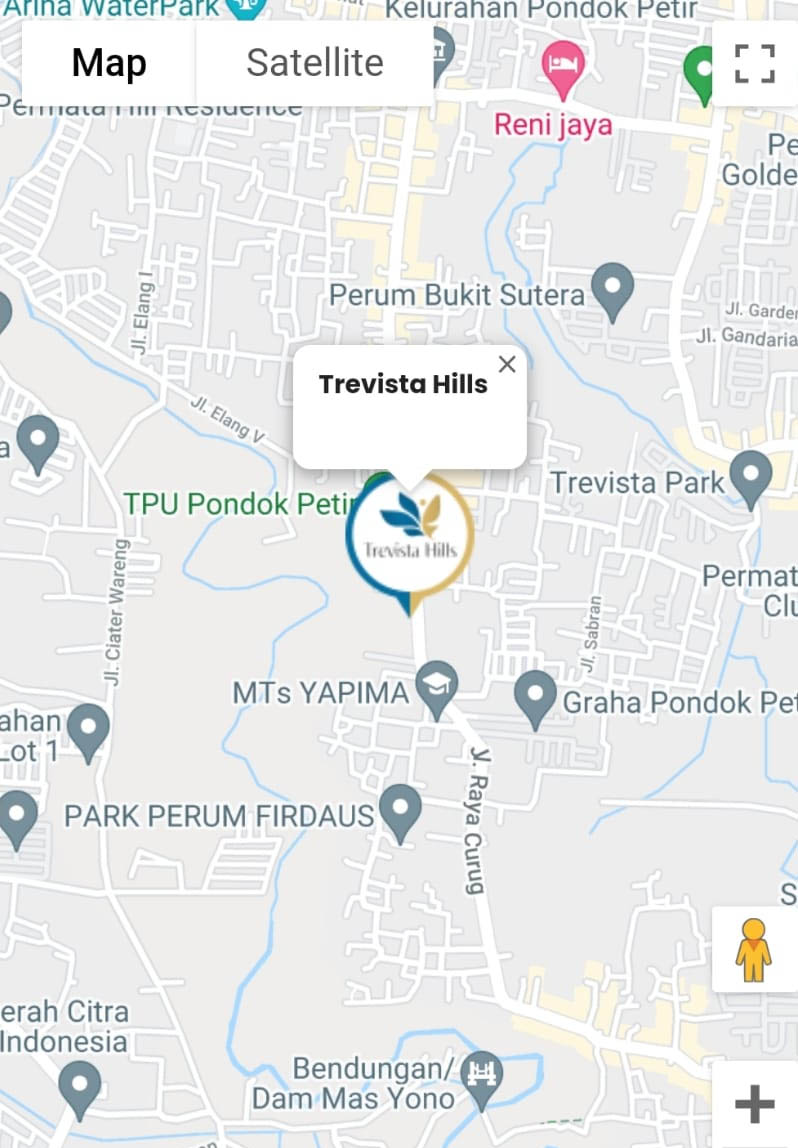 Arina WaterPark
Kelurahan Pondok Petir
Map
Satellite
Permata Hill Residence
Reni jaya
Pe
Golde
Perum Bukit Sutera
Jl. Elang I
Jl. Garden
Jl. Gandaria
Trevista Hills
Jl. Elang V
a
Trevista Park
TPU Pondok Petir
Trevista Hills
Jl. Ciater Wareng
Permat
Clu
Jl. Sabran
MTs YAPIMA
Graha Pondok Pet
ahan
Lot 1
Jl. Raya Curug
PARK PERUM FIRDAUS
S
erah Citra
Indonesia
Bendungan/
Dam Mas Yono